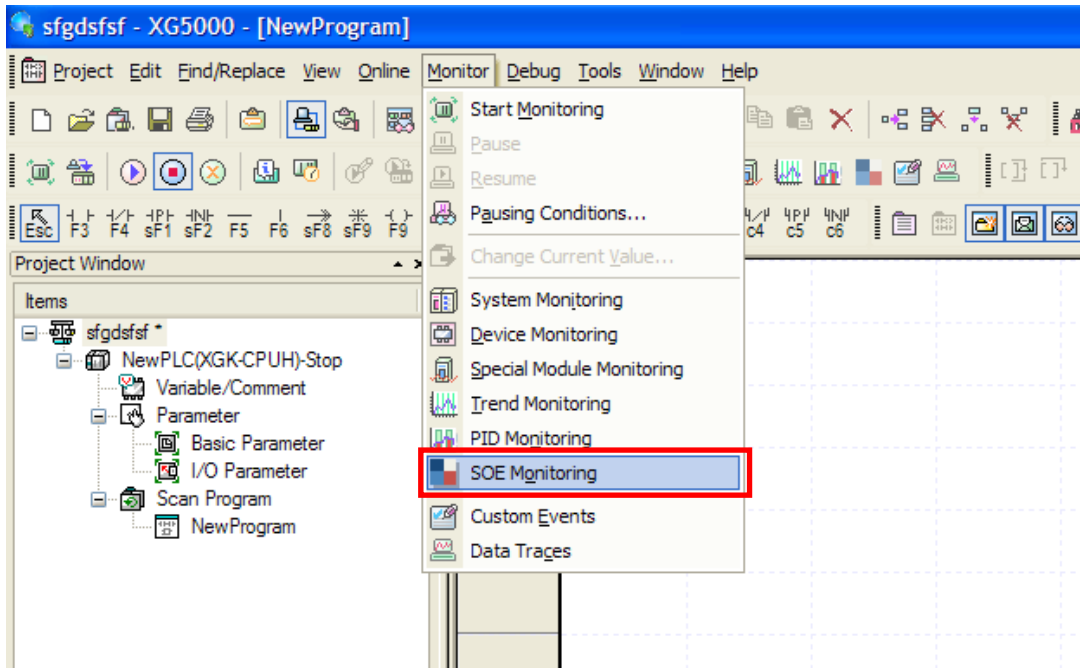 sfgdsfsf - XG5000 - [NewProgram]
Project Edit Find/Replace View Online Monitor Debug Tools Window Help
Esc F3 F4 sF1 sF2 F5 F6 sF8 sF9 F9 c4 c5 c6
Project Window
Items
sfgdsfsf *
NewPLC(XGK-CPUH)-Stop
Variable/Comment
Parameter
Basic Parameter
I/O Parameter
Scan Program
NewProgram
Start Monitoring
Pause
Resume
Pausing Conditions...
Change Current Value...
System Monitoring
Device Monitoring
Special Module Monitoring
Trend Monitoring
PID Monitoring
SOE Monitoring
Custom Events
Data Traces